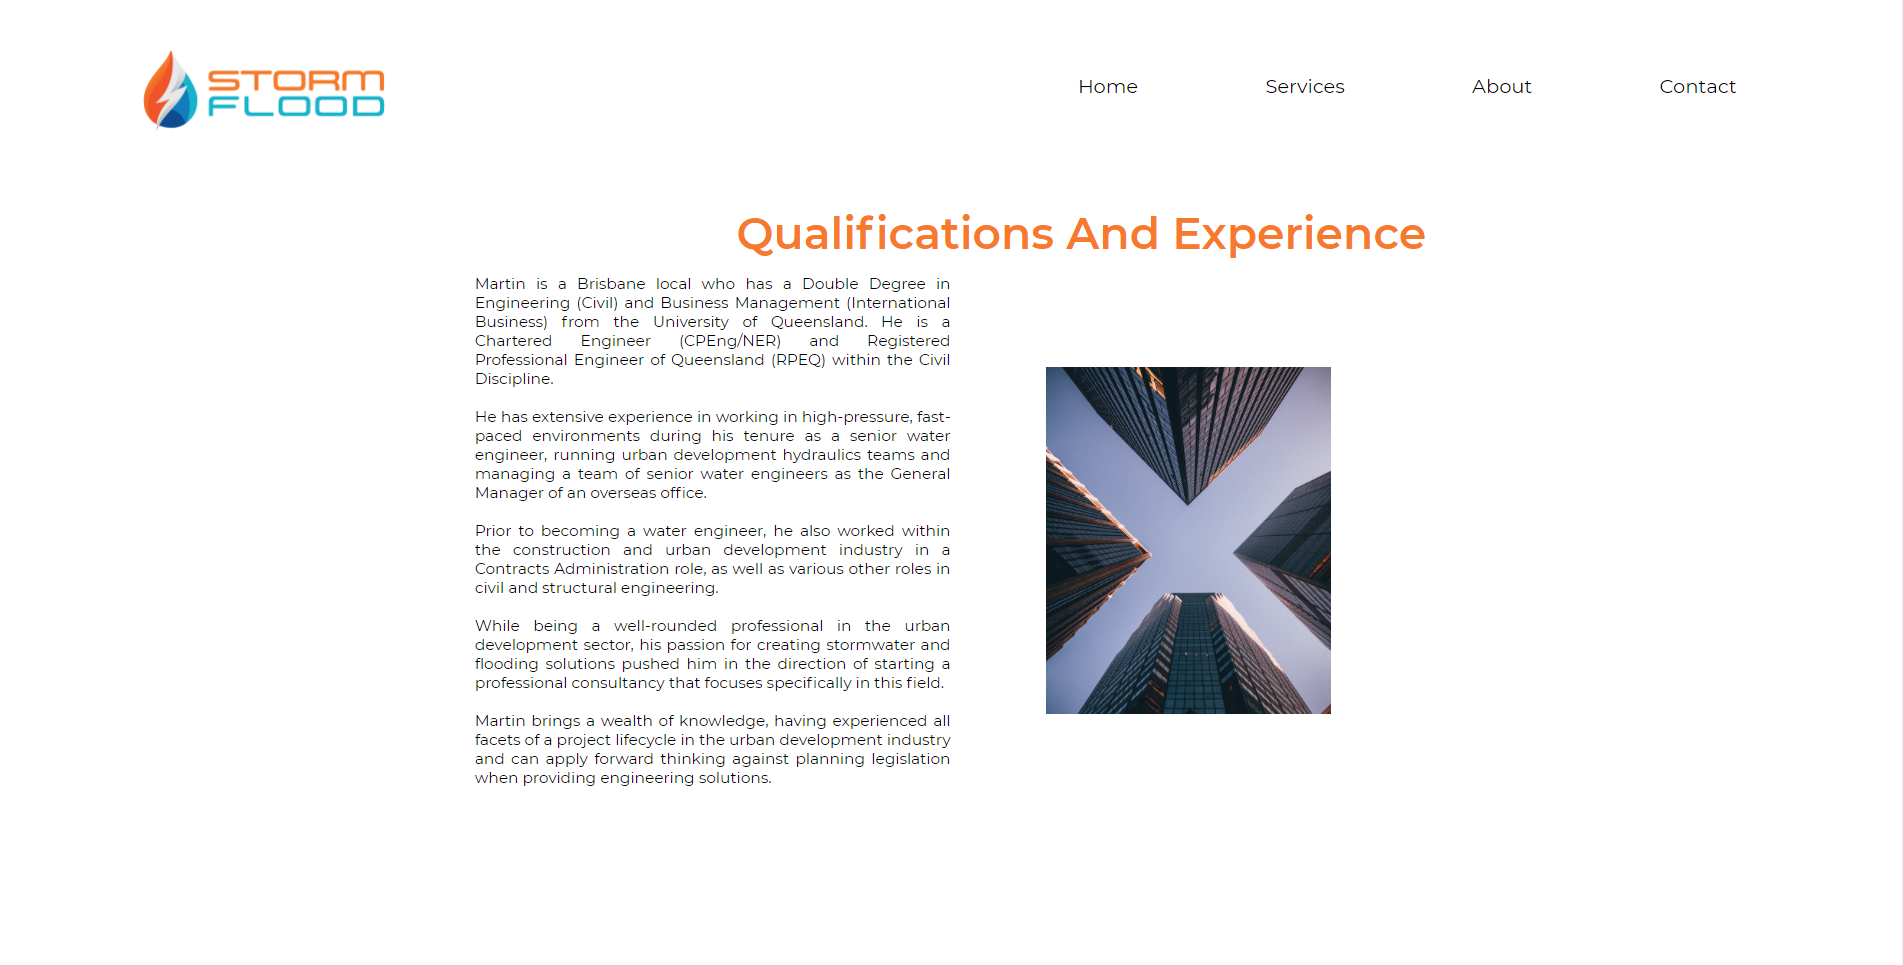 STORM
FLOOD
Home Services About Contact
Qualifications And Experience
Martin is a Brisbane local who has a Double Degree in
Engineering (Civil) and Business Management (International
Business) from the University of Queensland. He is a
Chartered Engineer (CPEng/NER) and Registered
Professional Engineer of Queensland (RPEQ) within the Civil
Discipline.
He has extensive experience in working in high-pressure, fast-
paced environments during his tenure as a senior water
engineer, running urban development hydraulics teams and
managing a team of senior water engineers as the General
Manager of an overseas office.
Prior to becoming a water engineer, he also worked within
the construction and urban development industry in a
Contracts Administration role, as well as various other roles in
civil and structural engineering.
While being a well-rounded professional in the urban
development sector, his passion for creating stormwater and
flooding solutions pushed him in the direction of starting a
professional consultancy that focuses specifically in this field.
Martin brings a wealth of knowledge, having experienced all
facets of a project lifecycle in the urban development industry
and can apply forward thinking against planning legislation
when providing engineering solutions.